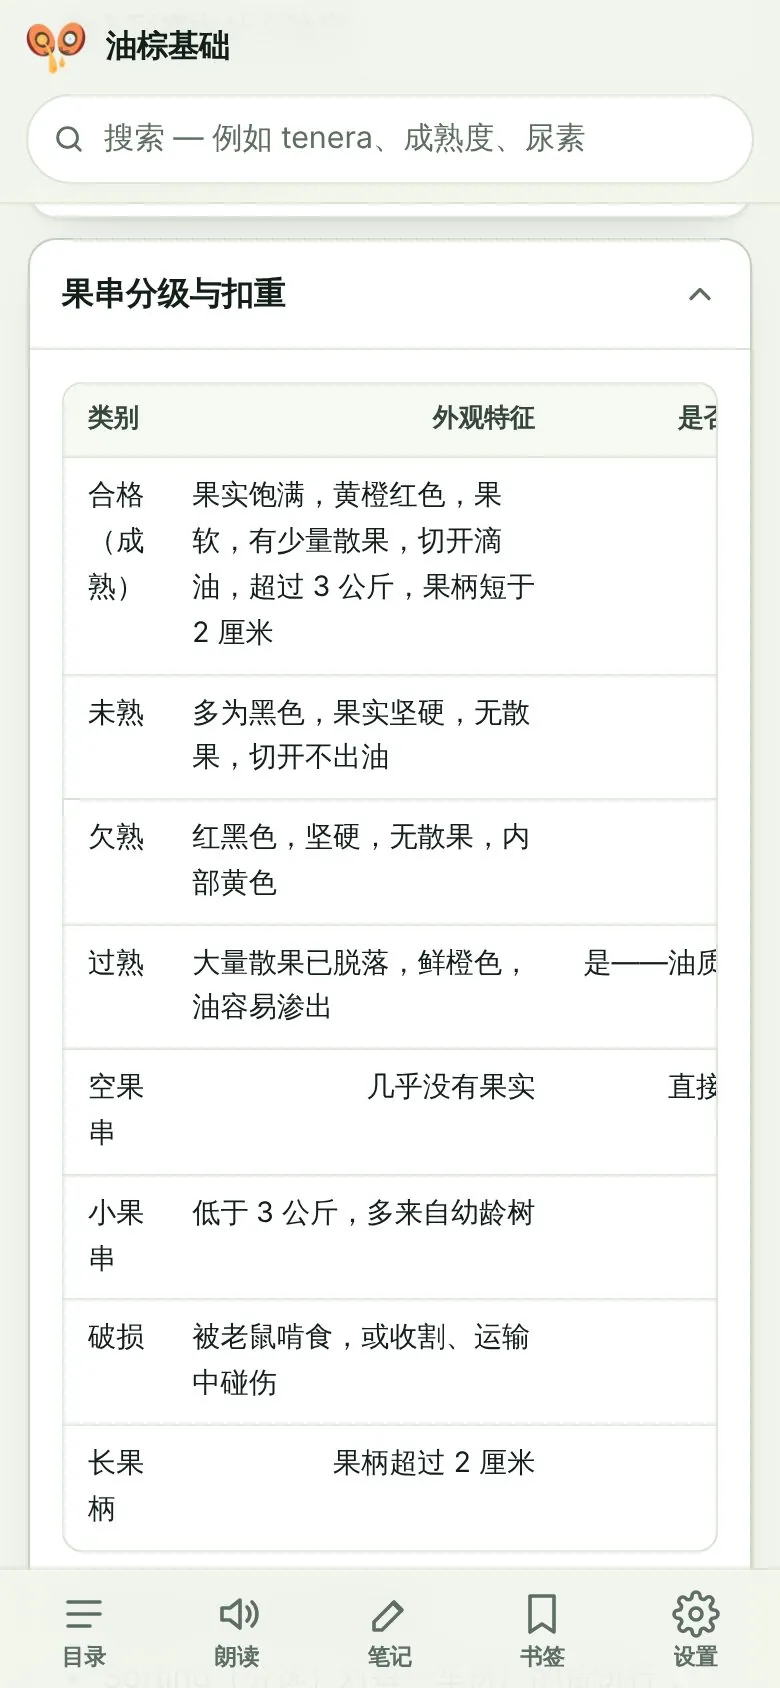 油棕基础
搜索 — 例如 tenera、成熟度、尿素
果串分级与扣重
类别 外观特征 是否
合格 果实饱满，黄橙红色，果
（成 软，有少量散果，切开滴
熟） 油，超过 3 公斤，果柄短于
2 厘米
未熟 多为黑色，果实坚硬，无散
果，切开不出油
欠熟 红黑色，坚硬，无散果，内
部黄色
过熟 大量散果已脱落，鲜橙色， 是——油质
油容易渗出
空果 几乎没有果实 直接
串
小果 低于 3 公斤，多来自幼龄树
串
破损 被老鼠啃食，或收割、运输
中碰伤
长果 果柄超过 2 厘米
柄
目录 朗读 笔记 书签 设置